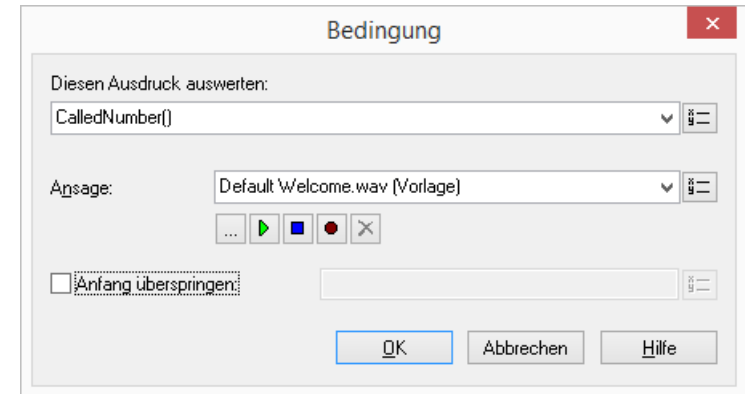 Bedingung
Diesen Ausdruck auswerten:
CalledNumber()
Ansage: Default Welcome.wav (Vorlage)
...
Anfang überspringen:
OK Abbrechen Hilfe